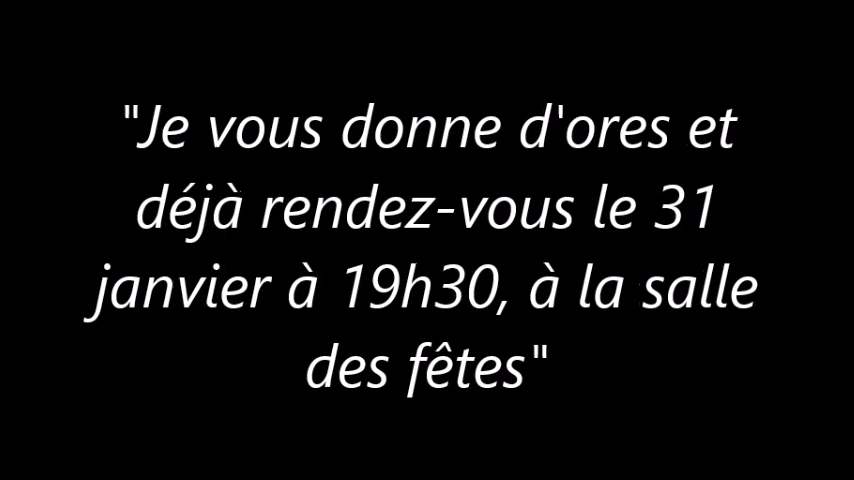 "Je vous donne d'ores et
déjà rendez-vous le 31
janvier à 19h30, à la salle
des fêtes"